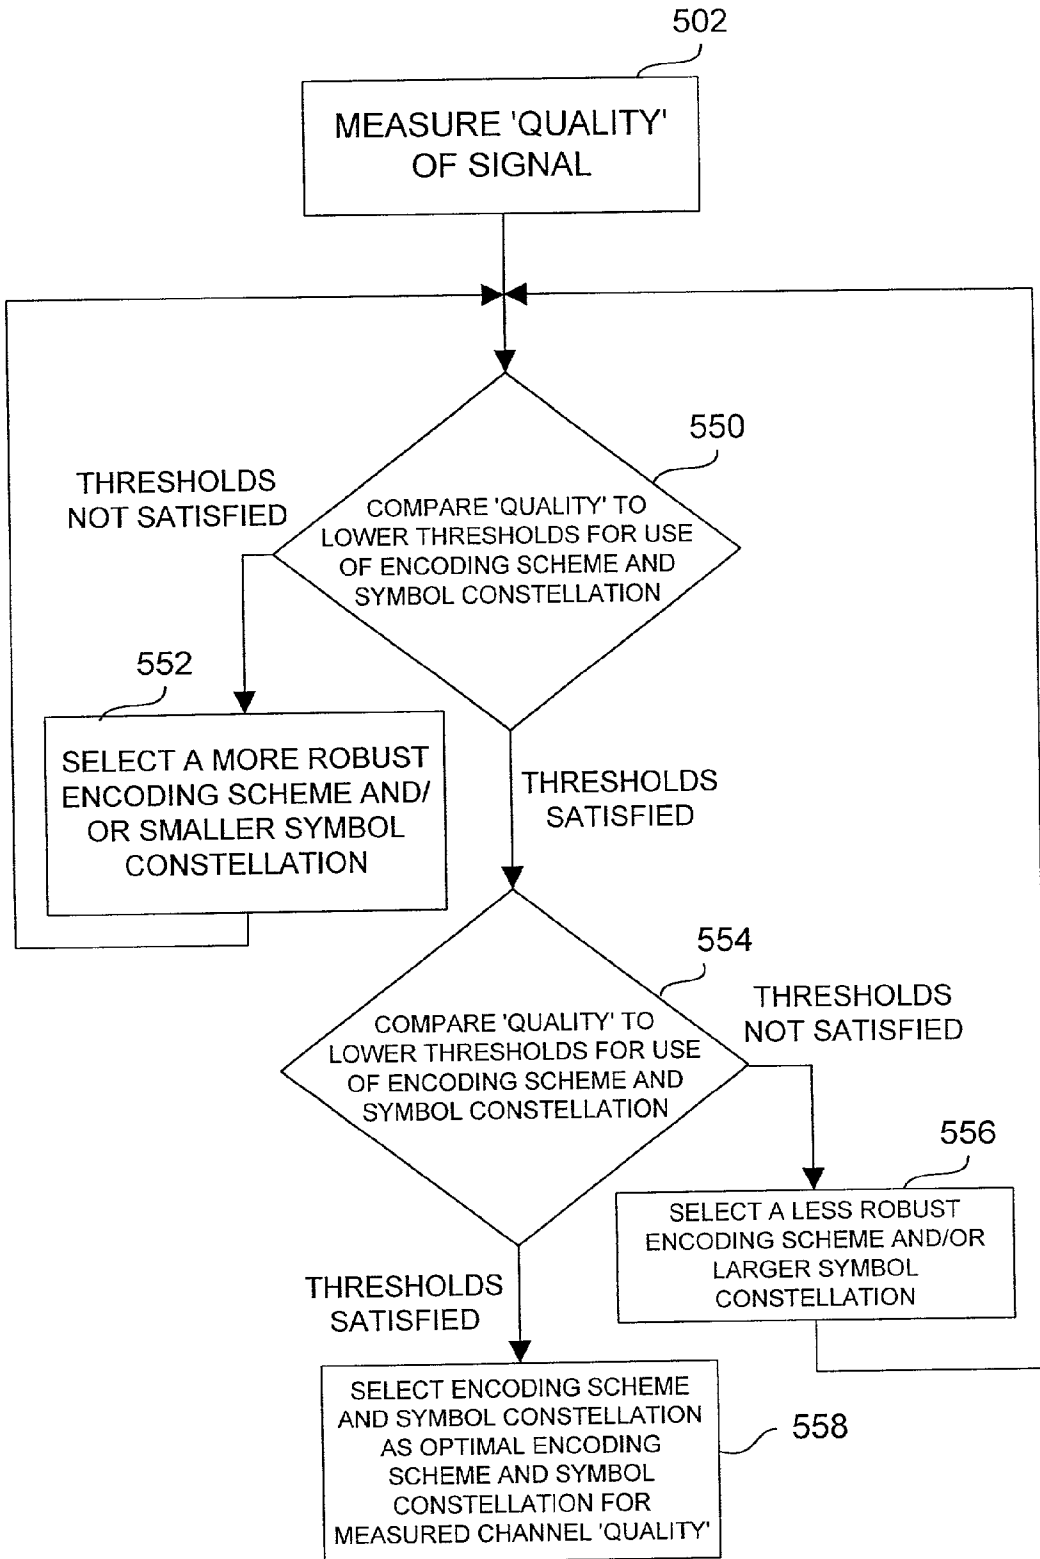 502
MEASURE 'QUALITY'
OF SIGNAL
550
THRESHOLDS
NOT SATISFIED
COMPARE 'QUALITY' TO
LOWER THRESHOLDS FOR USE
OF ENCODING SCHEME AND
SYMBOL CONSTELLATION
552
SELECT A MORE ROBUST
ENCODING SCHEME AND/
OR SMALLER SYMBOL
CONSTELLATION
THRESHOLDS
SATISFIED
554
THRESHOLDS
NOT SATISFIED
COMPARE 'QUALITY' TO
LOWER THRESHOLDS FOR USE
OF ENCODING SCHEME AND
SYMBOL CONSTELLATION
556
SELECT A LESS ROBUST
ENCODING SCHEME AND/OR
LARGER SYMBOL
CONSTELLATION
THRESHOLDS
SATISFIED
SELECT ENCODING SCHEME
AND SYMBOL CONSTELLATION
AS OPTIMAL ENCODING
SCHEME AND SYMBOL
CONSTELLATION FOR
MEASURED CHANNEL 'QUALITY'
558